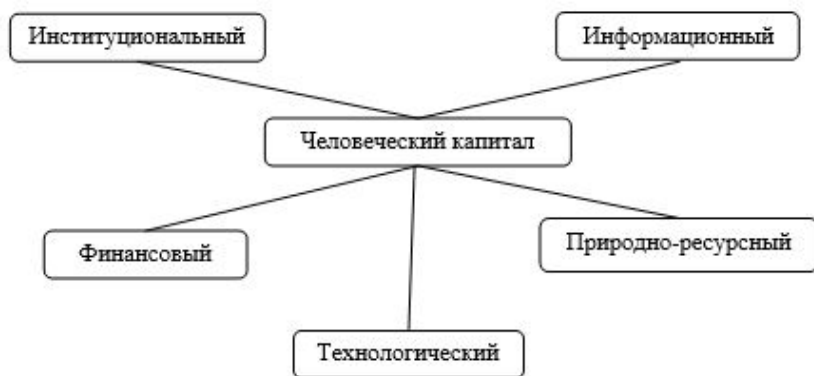 Институциональный
Информационный
Человеческий капитал
Финансовый
Природно-ресурсный
Технологический